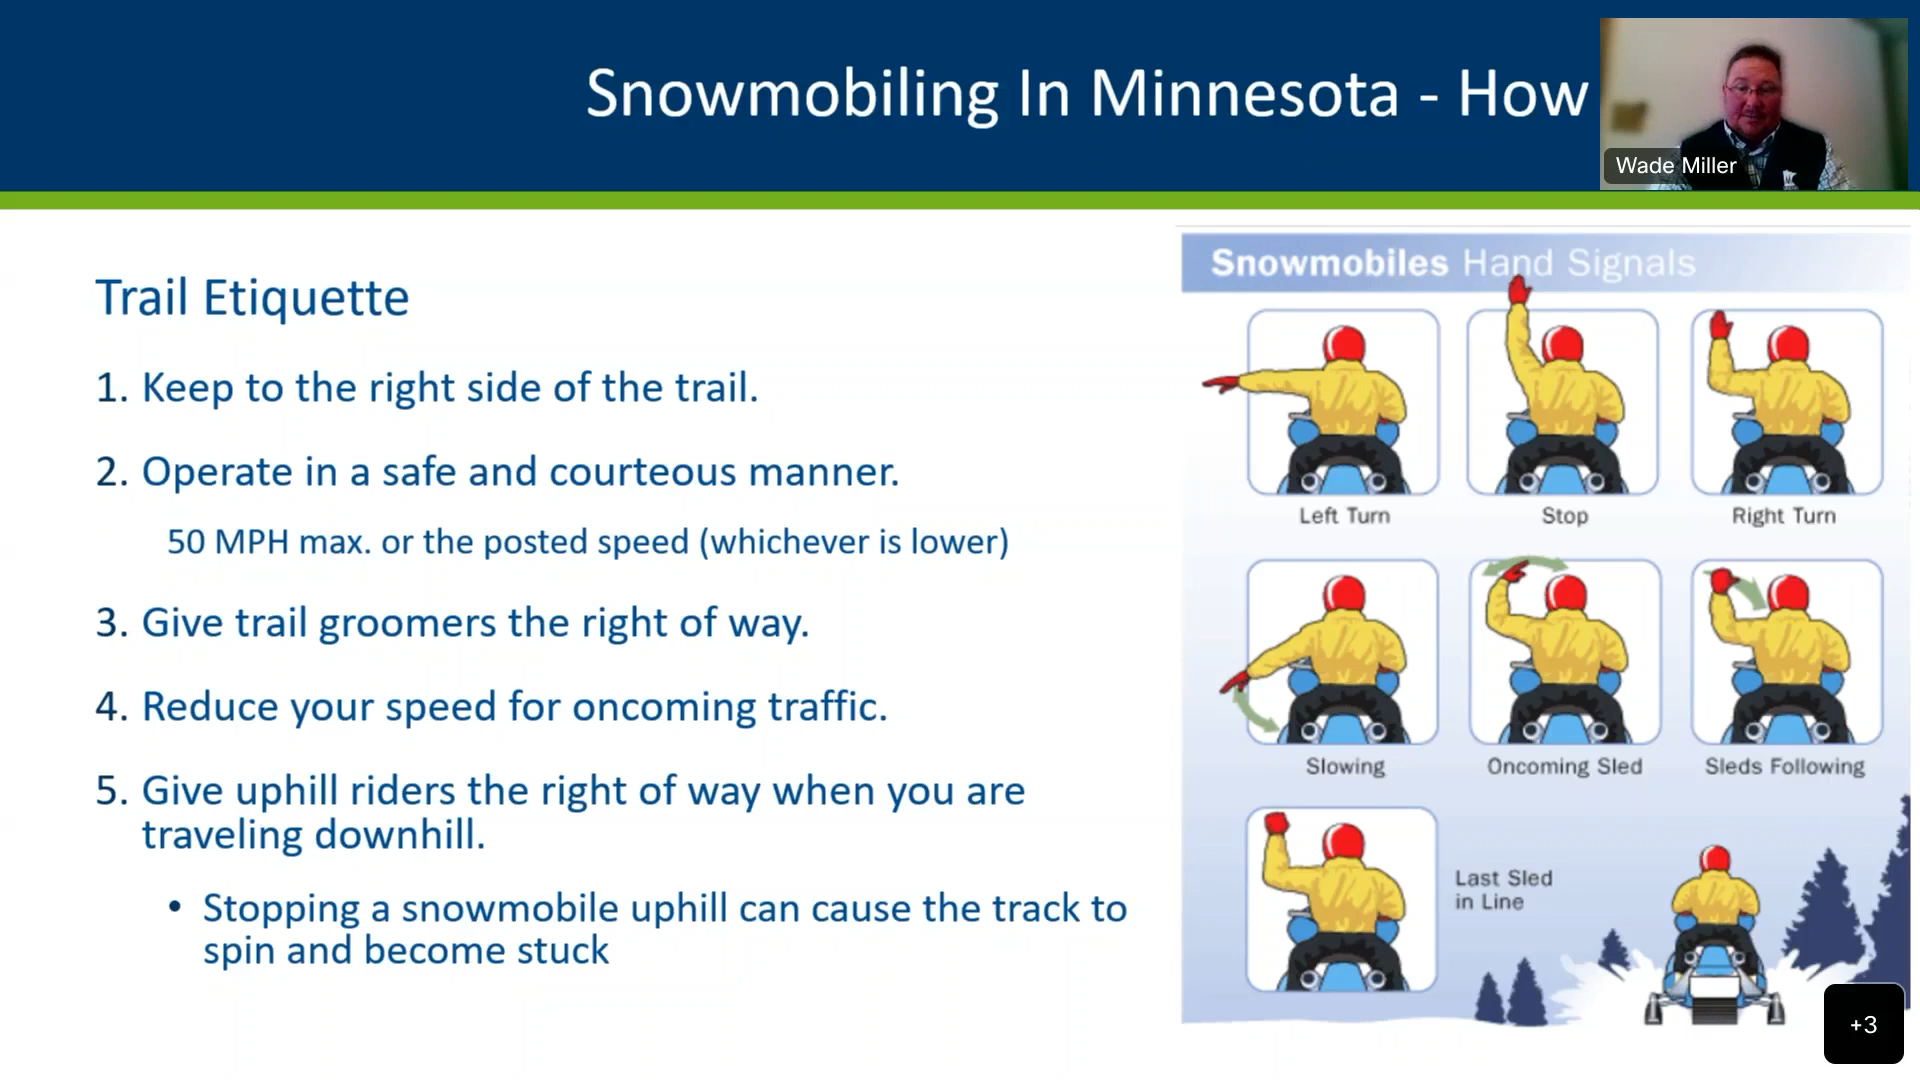 Snowmobiling In Minnesota - How
Wade Miller
Trail Etiquette
1. Keep to the right side of the trail.
2. Operate in a safe and courteous manner.
50 MPH max. or the posted speed (whichever is lower)
3. Give trail groomers the right of way.
4. Reduce your speed for oncoming traffic.
5. Give uphill riders the right of way when you are
traveling downhill.
• Stopping a snowmobile uphill can cause the track to
spin and become stuck
Snowmobiles Hand Signals
Left Turn
Stop
Right Turn
Slowing
Oncoming Sled
Sleds Following
Last Sled
in Line
+3